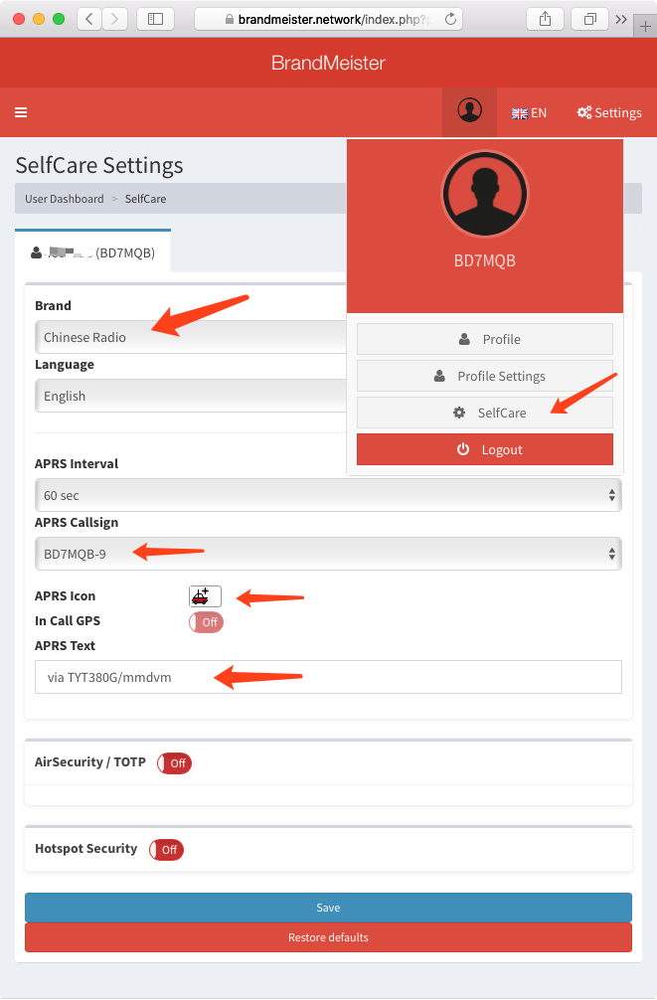 brandmeister.network/index.php?
BrandMeister
EN
Settings
SelfCare Settings
User Dashboard > SelfCare
(BD7MQB)
BD7MQB
Profile
Profile Settings
SelfCare
Logout
Brand
Chinese Radio
Language
English
APRS Interval
60 sec
APRS Callsign
BD7MQB-9
APRS Icon
In Call GPS Off
APRS Text
via TYT380G/mmdvm
AirSecurity / TOTP Off
Hotspot Security Off
Save
Restore defaults